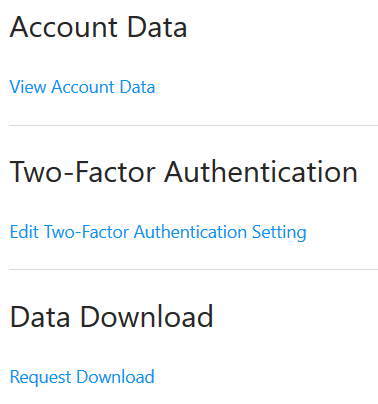 Account Data
View Account Data
Two-Factor Authentication
Edit Two-Factor Authentication Setting
Data Download
Request Download